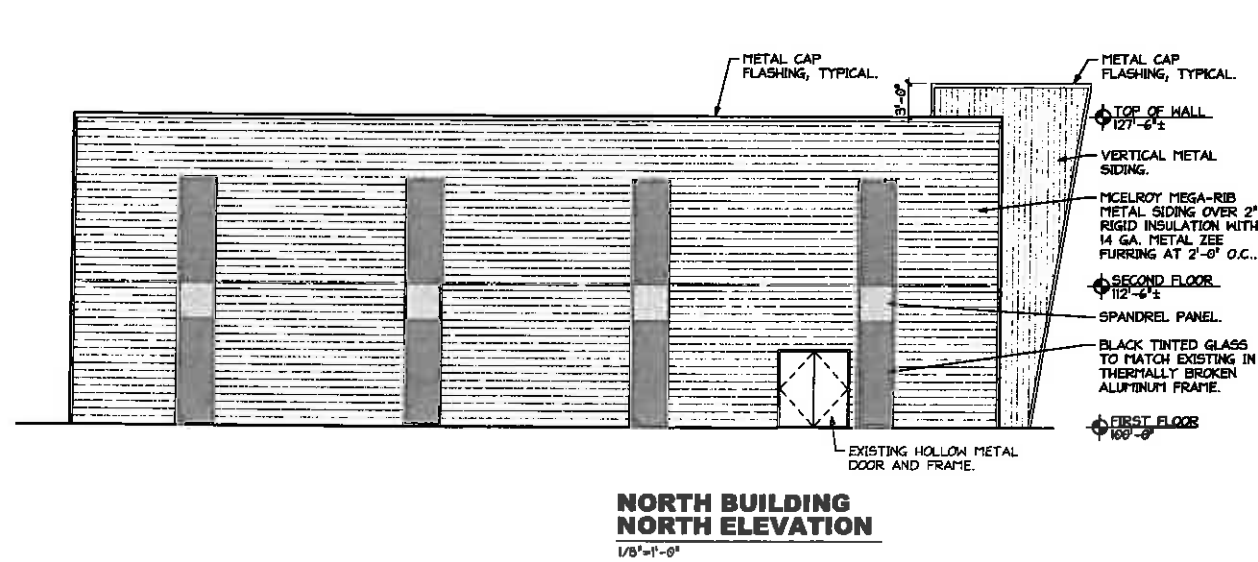 METAL CAP
FLASHING, TYPICAL.
3'-0"
METAL CAP
FLASHING, TYPICAL.
TOP OF WALL
127'-6"±
VERTICAL METAL
SIDING.
MCELROY MEGA-RIB
METAL SIDING OVER 2"
RIGID INSULATION WITH
14 GA. METAL ZEE
FURRING AT 2'-0" O.C..
SECOND FLOOR
112'-6"±
SPANDREL PANEL.
BLACK TINTED GLASS
TO MATCH EXISTING IN
THERMALLY BROKEN
ALUMINUM FRAME.
FIRST FLOOR
100'-0"
EXISTING HOLLOW METAL
DOOR AND FRAME.
NORTH BUILDING
NORTH ELEVATION
1/8"=1'-0"